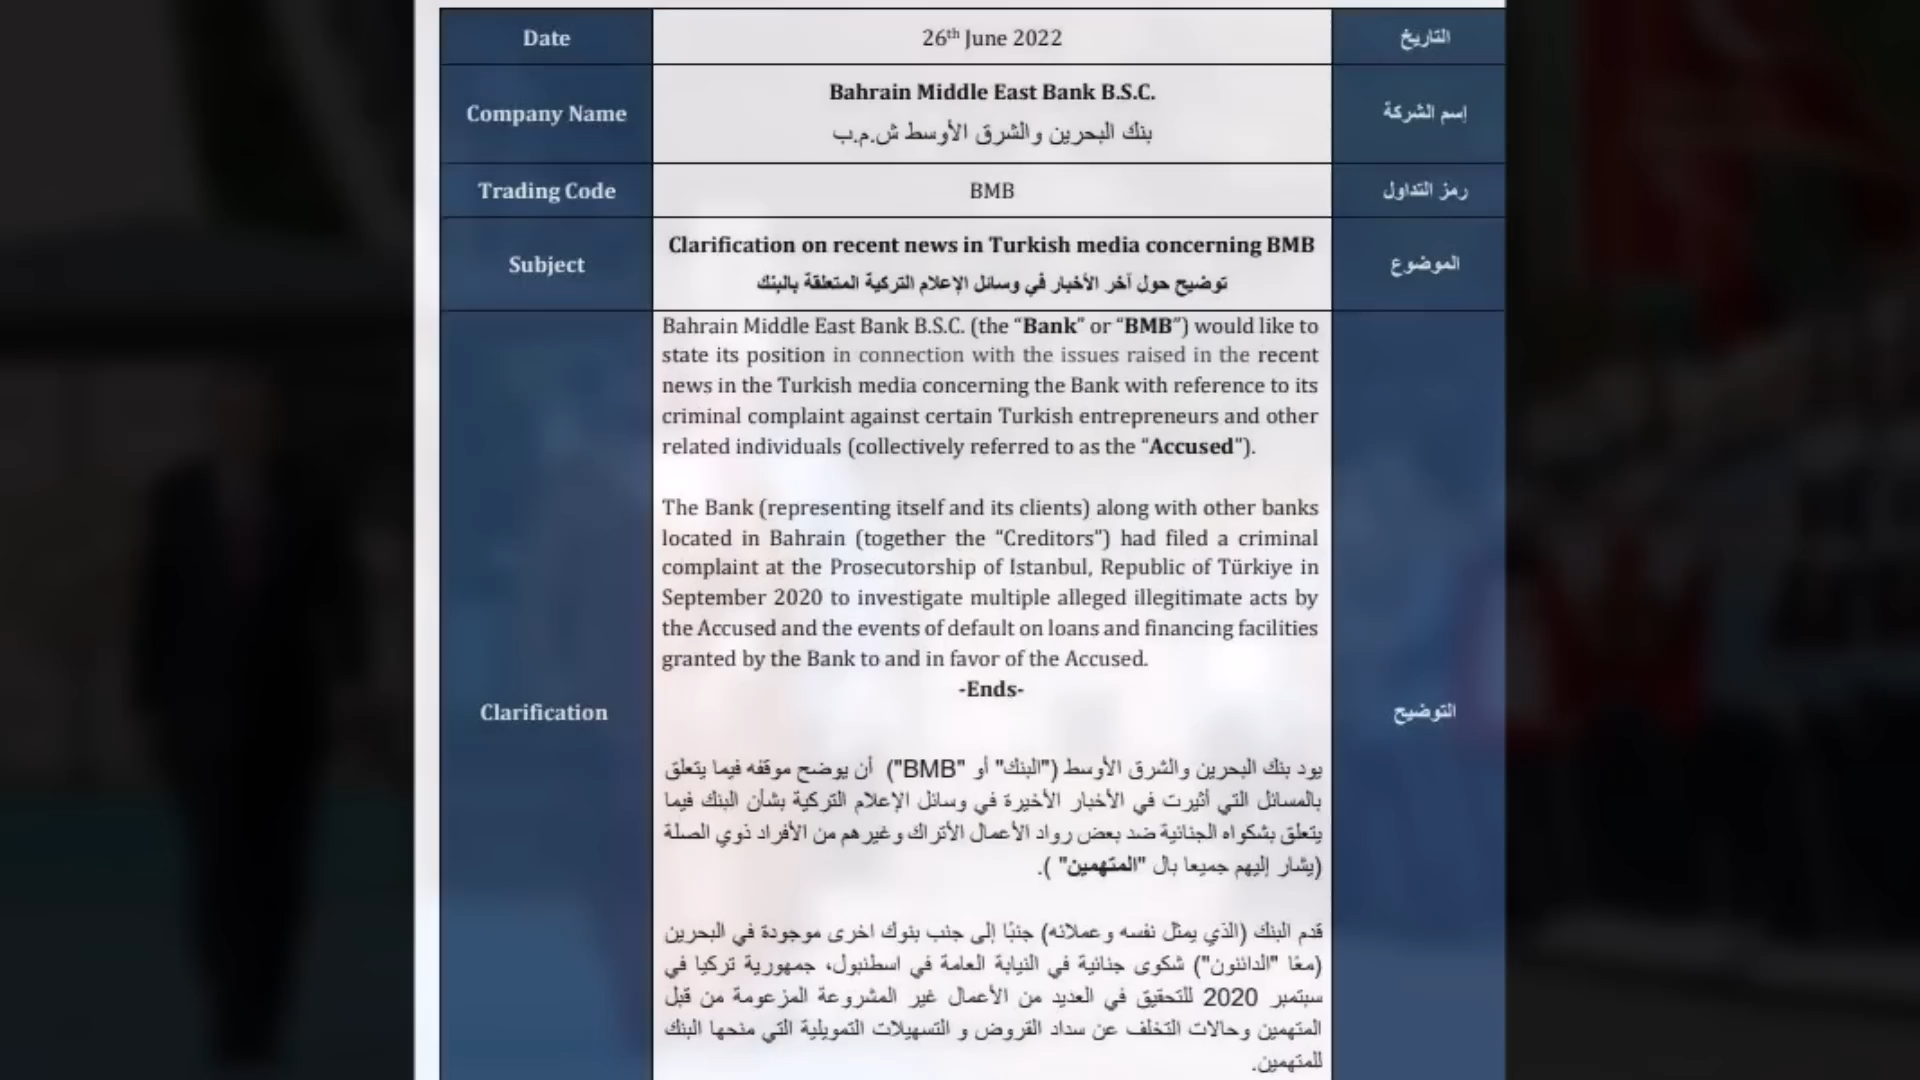 Date
26th June 2022
التاريخ
Company Name
Bahrain Middle East Bank B.S.C.
بنك البحرين والشرق الأوسط ش.م.ب
إسم الشركة
Trading Code
BMB
رمز التداول
Subject
Clarification on recent news in Turkish media concerning BMB
توضيح حول آخر الأخبار في وسائل الإعلام التركية المتعلقة بالبنك
الموضوع
Clarification
Bahrain Middle East Bank B.S.C. (the “Bank” or “BMB”) would like to
state its position in connection with the issues raised in the recent
news in the Turkish media concerning the Bank with reference to its
criminal complaint against certain Turkish entrepreneurs and other
related individuals (collectively referred to as the “Accused”).
The Bank (representing itself and its clients) along with other banks
located in Bahrain (together the “Creditors”) had filed a criminal
complaint at the Prosecutorship of Istanbul, Republic of Türkiye in
September 2020 to investigate multiple alleged illegitimate acts by
the Accused and the events of default on loans and financing facilities
granted by the Bank to and in favor of the Accused.
-Ends-
يود بنك البحرين والشرق الأوسط ("البنك" أو "BMB") أن يوضح موقفه فيما يتعلق
بالمسائل التي أثيرت في الأخبار الأخيرة في وسائل الإعلام التركية بشأن البنك فيما
يتعلق بشكواه الجنائية ضد بعض رواد الأعمال الأتراك وغيرهم من الأفراد ذوي الصلة
(يشار إليهم جميعا بال "المتهمين" ).
قدم البنك (الذي يمثل نفسه وعملائه) جنبًا إلى جنب بنوك اخرى موجودة في البحرين
(معًا "الدائنون") شكوى جنائية في النيابة العامة في اسطنبول، جمهورية تركيا في
سبتمبر 2020 للتحقيق في العديد من الأعمال غير المشروعة المزعومة من قبل
المتهمين وحالات التخلف عن سداد القروض و التسهيلات التمويلية التي منحها البنك
للمتهمين.
التوضيح